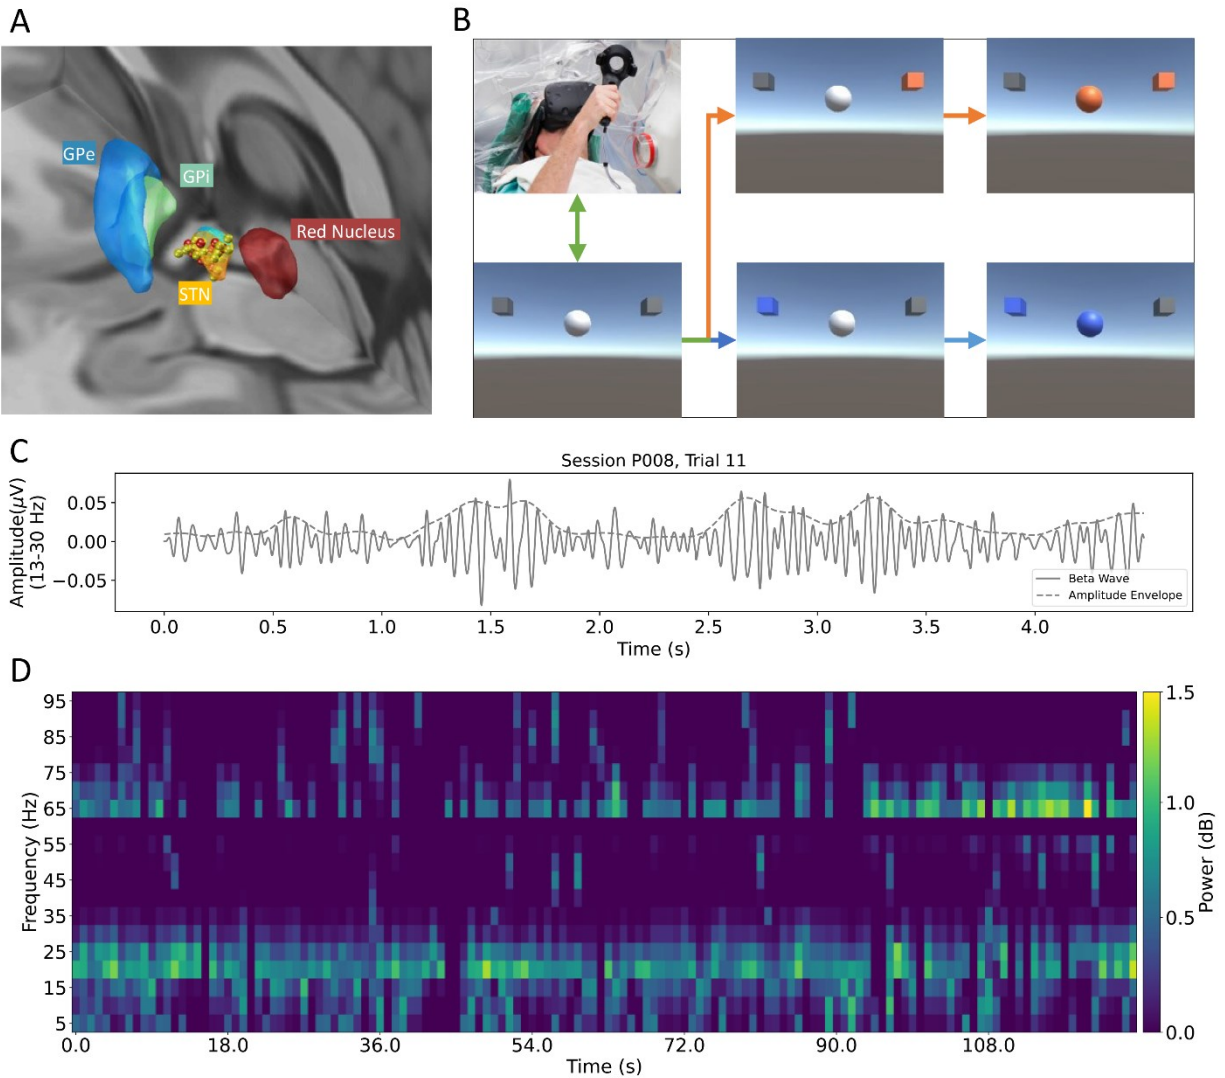 A
GPe
GPi
Red Nucleus
STN
B
C
Session P008, Trial 11
Amplitude(μV)
(13-30 Hz)
0.05
0.00
−0.05
Beta Wave
Amplitude Envelope
0.0 0.5 1.0 1.5 2.0 2.5 3.0 3.5 4.0
Time (s)
D
Frequency (Hz)
95
85
75
65
55
45
35
25
15
5
0.0 18.0 36.0 54.0 72.0 90.0 108.0
Time (s)
1.5
1.0
0.5
0.0
Power (dB)